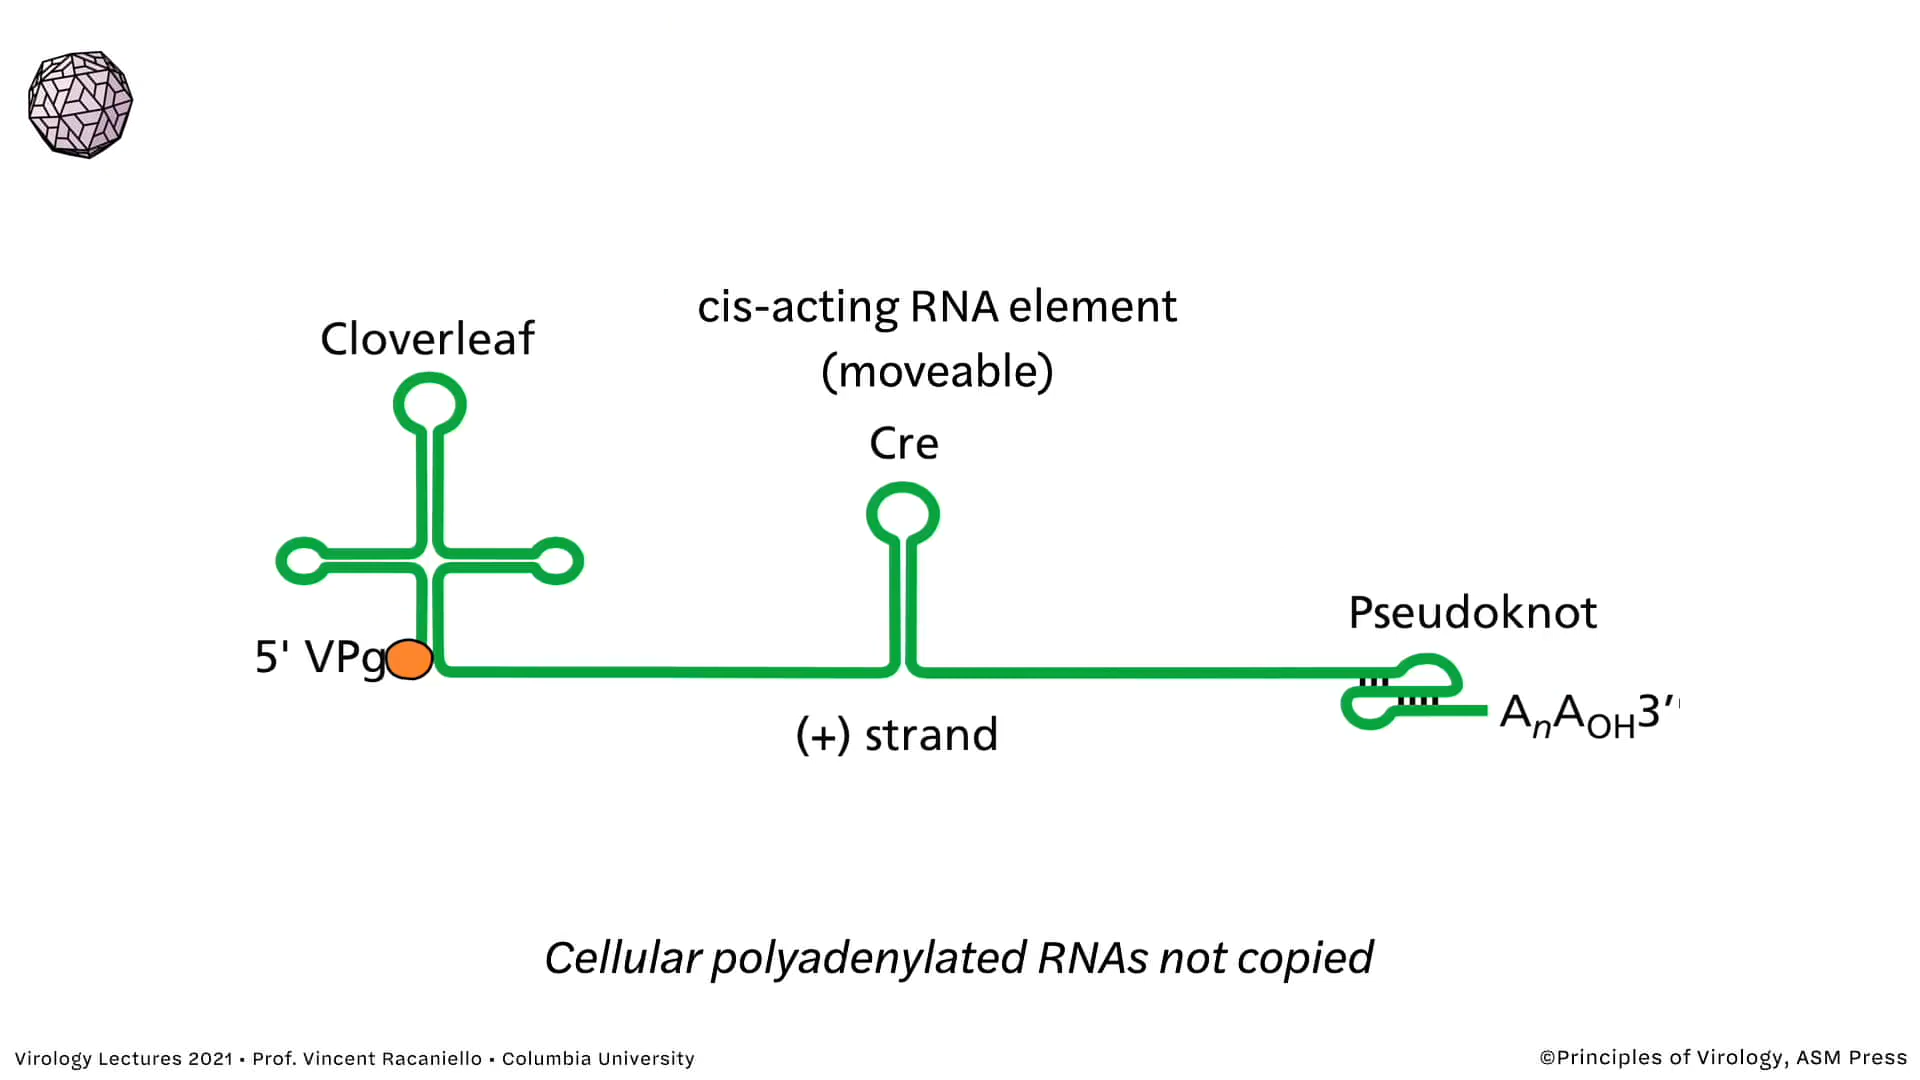 cis-acting RNA element
(moveable)
Cloverleaf
Cre
Pseudoknot
5' VPg
AnAOH3′
(+) strand
Cellular polyadenylated RNAs not copied
Virology Lectures 2021 • Prof. Vincent Racaniello • Columbia University
©Principles of Virology, ASM Press